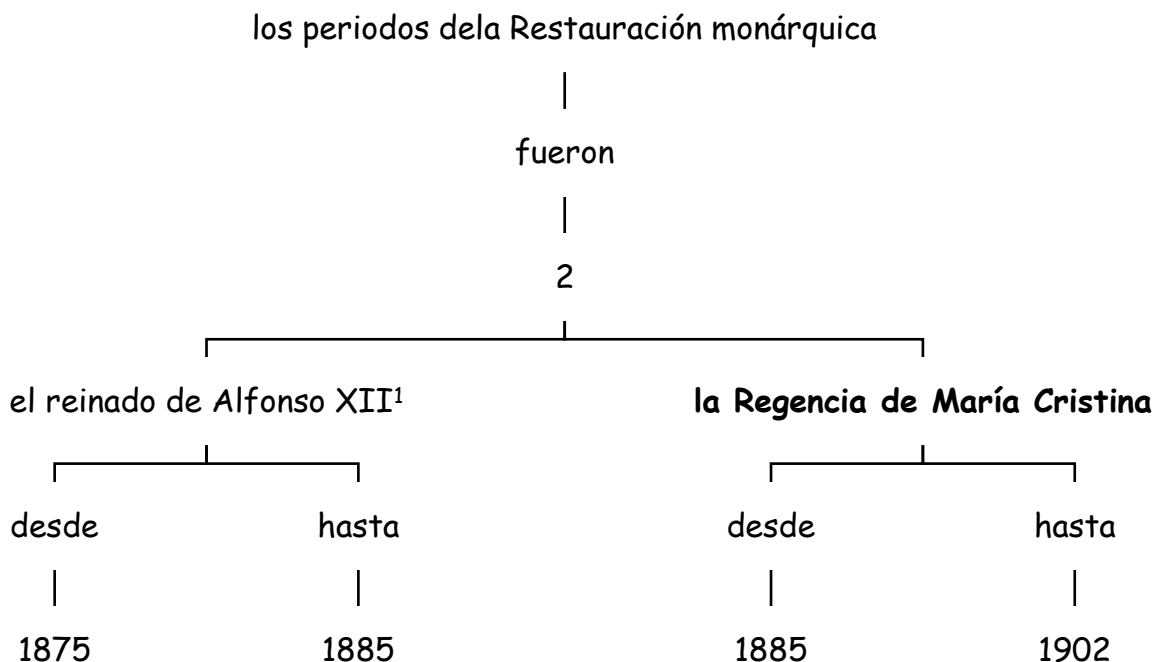 los periodos dela Restauración monárquica
fueron
2
el reinado de Alfonso XII¹
la Regencia de María Cristina
desde
hasta
desde
hasta
1875
1885
1885
1902